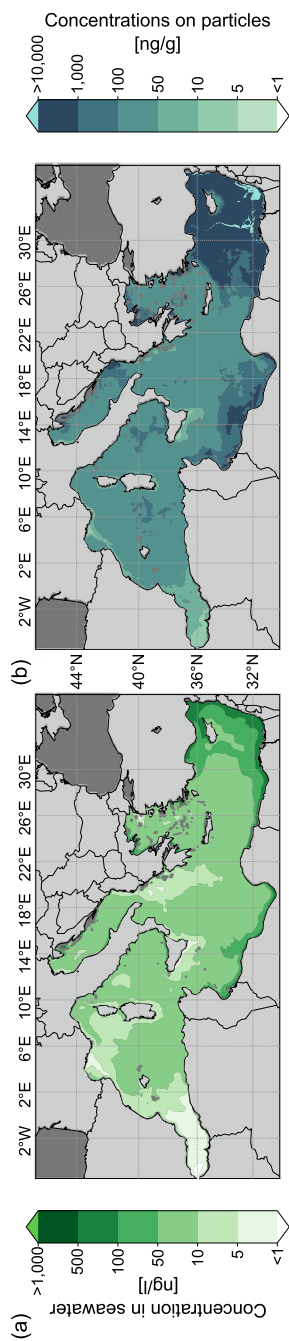 (a)
Concentration in seawater
[ng/l]
>1,000
500
100
50
10
5
<1
2°W 2°E 6°E 10°E 14°E 18°E 22°E 26°E 30°E
44°N
40°N
36°N
32°N
(b)
2°W 2°E 6°E 10°E 14°E 18°E 22°E 26°E 30°E
Concentrations on particles
[ng/g]
>10,000
1,000
100
50
10
5
<1